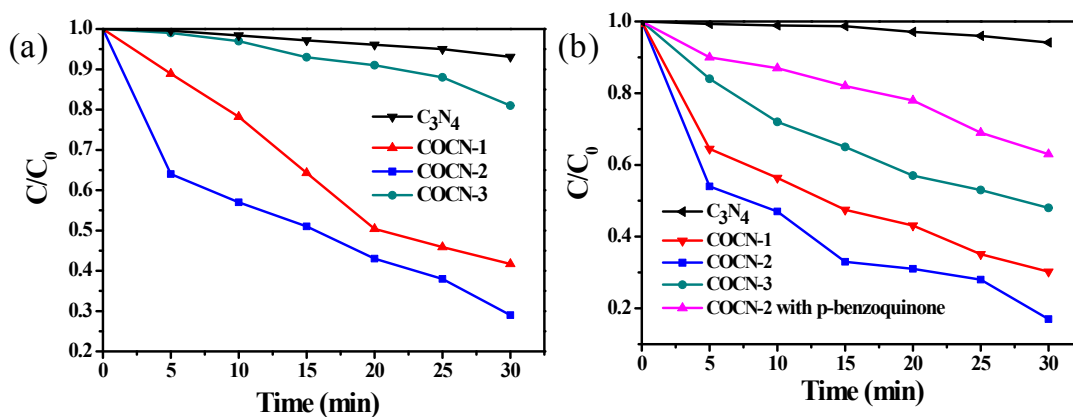 (a)
C/C0
1.0
0.9
0.8
0.7
0.6
0.5
0.4
0.3
0.2
C3N4
COCN-1
COCN-2
COCN-3
0 5 10 15 20 25 30
Time (min)
(b)
C/C0
1.0
0.8
0.6
0.4
0.2
C3N4
COCN-1
COCN-2
COCN-3
COCN-2 with p-benzoquinone
0 5 10 15 20 25 30
Time (min)